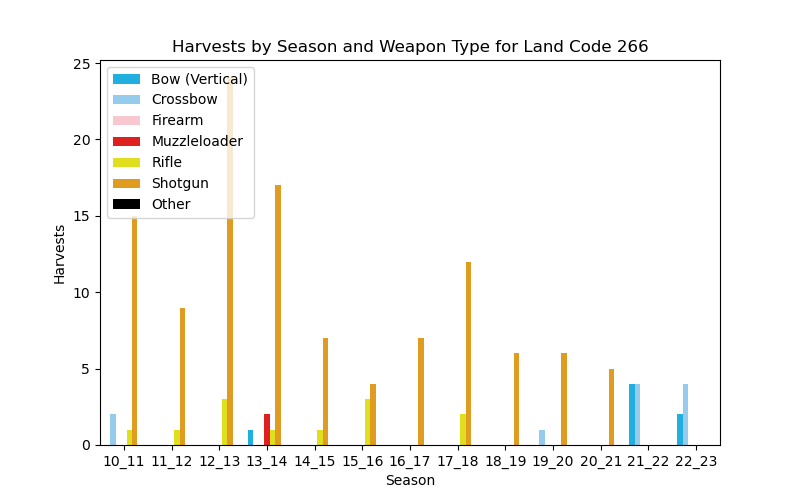 Harvests by Season and Weapon Type for Land Code 266
25
20
15
10
5
0
Harvests
Bow (Vertical)
Crossbow
Firearm
Muzzleloader
Rifle
Shotgun
Other
10_11 11_12 12_13 13_14 14_15 15_16 16_17 17_18 18_19 19_20 20_21 21_22 22_23
Season